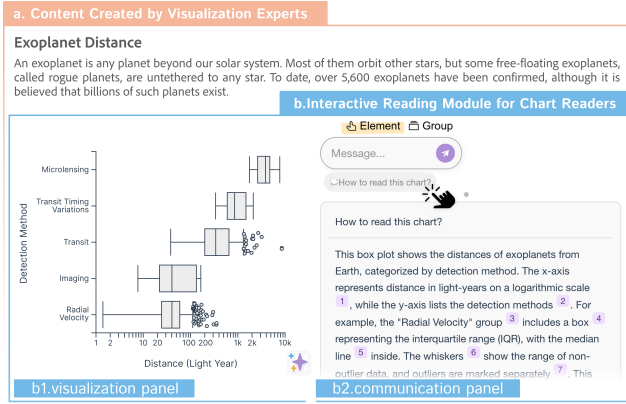 a. Content Created by Visualization Experts
Exoplanet Distance
An exoplanet is any planet beyond our solar system. Most of them orbit other stars, but some free-floating exoplanets,
called rogue planets, are untethered to any star. To date, over 5,600 exoplanets have been confirmed, although it is
believed that billions of such planets exist.
b.Interactive Reading Module for Chart Readers
Detection Method
Microlensing
Transit Timing
Variations
Transit
Imaging
Radial
Velocity
1 2 10 20 100 200 1k 2k 10k
Distance (Light Year)
b1.visualization panel
Element Group
Message...
How to read this chart?
How to read this chart?
This box plot shows the distances of exoplanets from
Earth, categorized by detection method. The x-axis
represents distance in light-years on a logarithmic scale
1 , while the y-axis lists the detection methods 2 . For
example, the "Radial Velocity" group 3 includes a box 4
representing the interquartile range (IQR), with the median
line 5 inside. The whiskers 6 show the range of non-
outlier data, and outliers are marked separately 7 . This
b2.communication panel